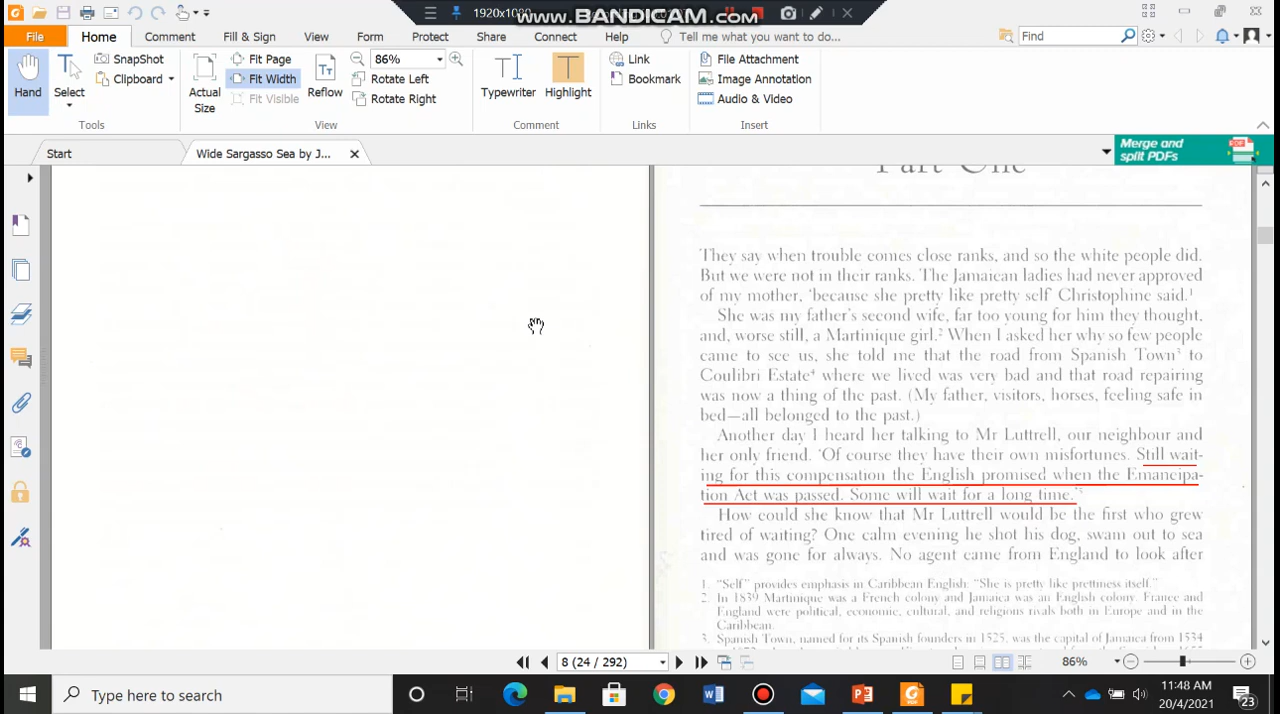 1920x1080
www.BANDICAM.com
File Home Comment Fill & Sign View Form Protect Share Connect Help Tell me what you want to do... Find
Hand
Select
SnapShot
Clipboard
Tools
Actual
Size
Fit Page
Fit Width
Fit Visible
Reflow
86%
Rotate Left
Rotate Right
View
Typewriter
Highlight
Comment
Link
Bookmark
Links
File Attachment
Image Annotation
Audio & Video
Insert
Start
Wide Sargasso Sea by J...
Merge and
split PDFs
Part One
They say when trouble comes close ranks, and so the white people did.
But we were not in their ranks. The Jamaican ladies had never approved
of my mother, 'because she pretty like pretty self' Christophine said.¹
She was my father's second wife, far too young for him they thought,
and, worse still, a Martinique girl.² When I asked her why so few people
came to see us, she told me that the road from Spanish Town³ to
Coulibri Estate⁴ where we lived was very bad and that road repairing
was now a thing of the past. (My father, visitors, horses, feeling safe in
bed—all belonged to the past.)
Another day I heard her talking to Mr Luttrell, our neighbour and
her only friend. 'Of course they have their own misfortunes. Still wait-
ing for this compensation the English promised when the Emancipa-
tion Act was passed. Some will wait for a long time.'⁵
How could she know that Mr Luttrell would be the first who grew
tired of waiting? One calm evening he shot his dog, swam out to sea
and was gone for always. No agent came from England to look after
1. "Self" provides emphasis in Caribbean English: "She is pretty like prettiness itself."
2. In 1839 Martinique was a French colony and Jamaica was an English colony. France and
England were political, economic, cultural, and religious rivals both in Europe and in the
Caribbean.
3. Spanish Town, named for its Spanish founders in 1525, was the capital of Jamaica from 1534
8 (24 / 292)
86%
Type here to search
11:48 AM
20/4/2021
23